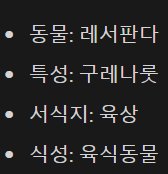 • 동물: 레서판다
• 특성: 구레나룻
• 서식지: 육상
• 식성: 육식동물